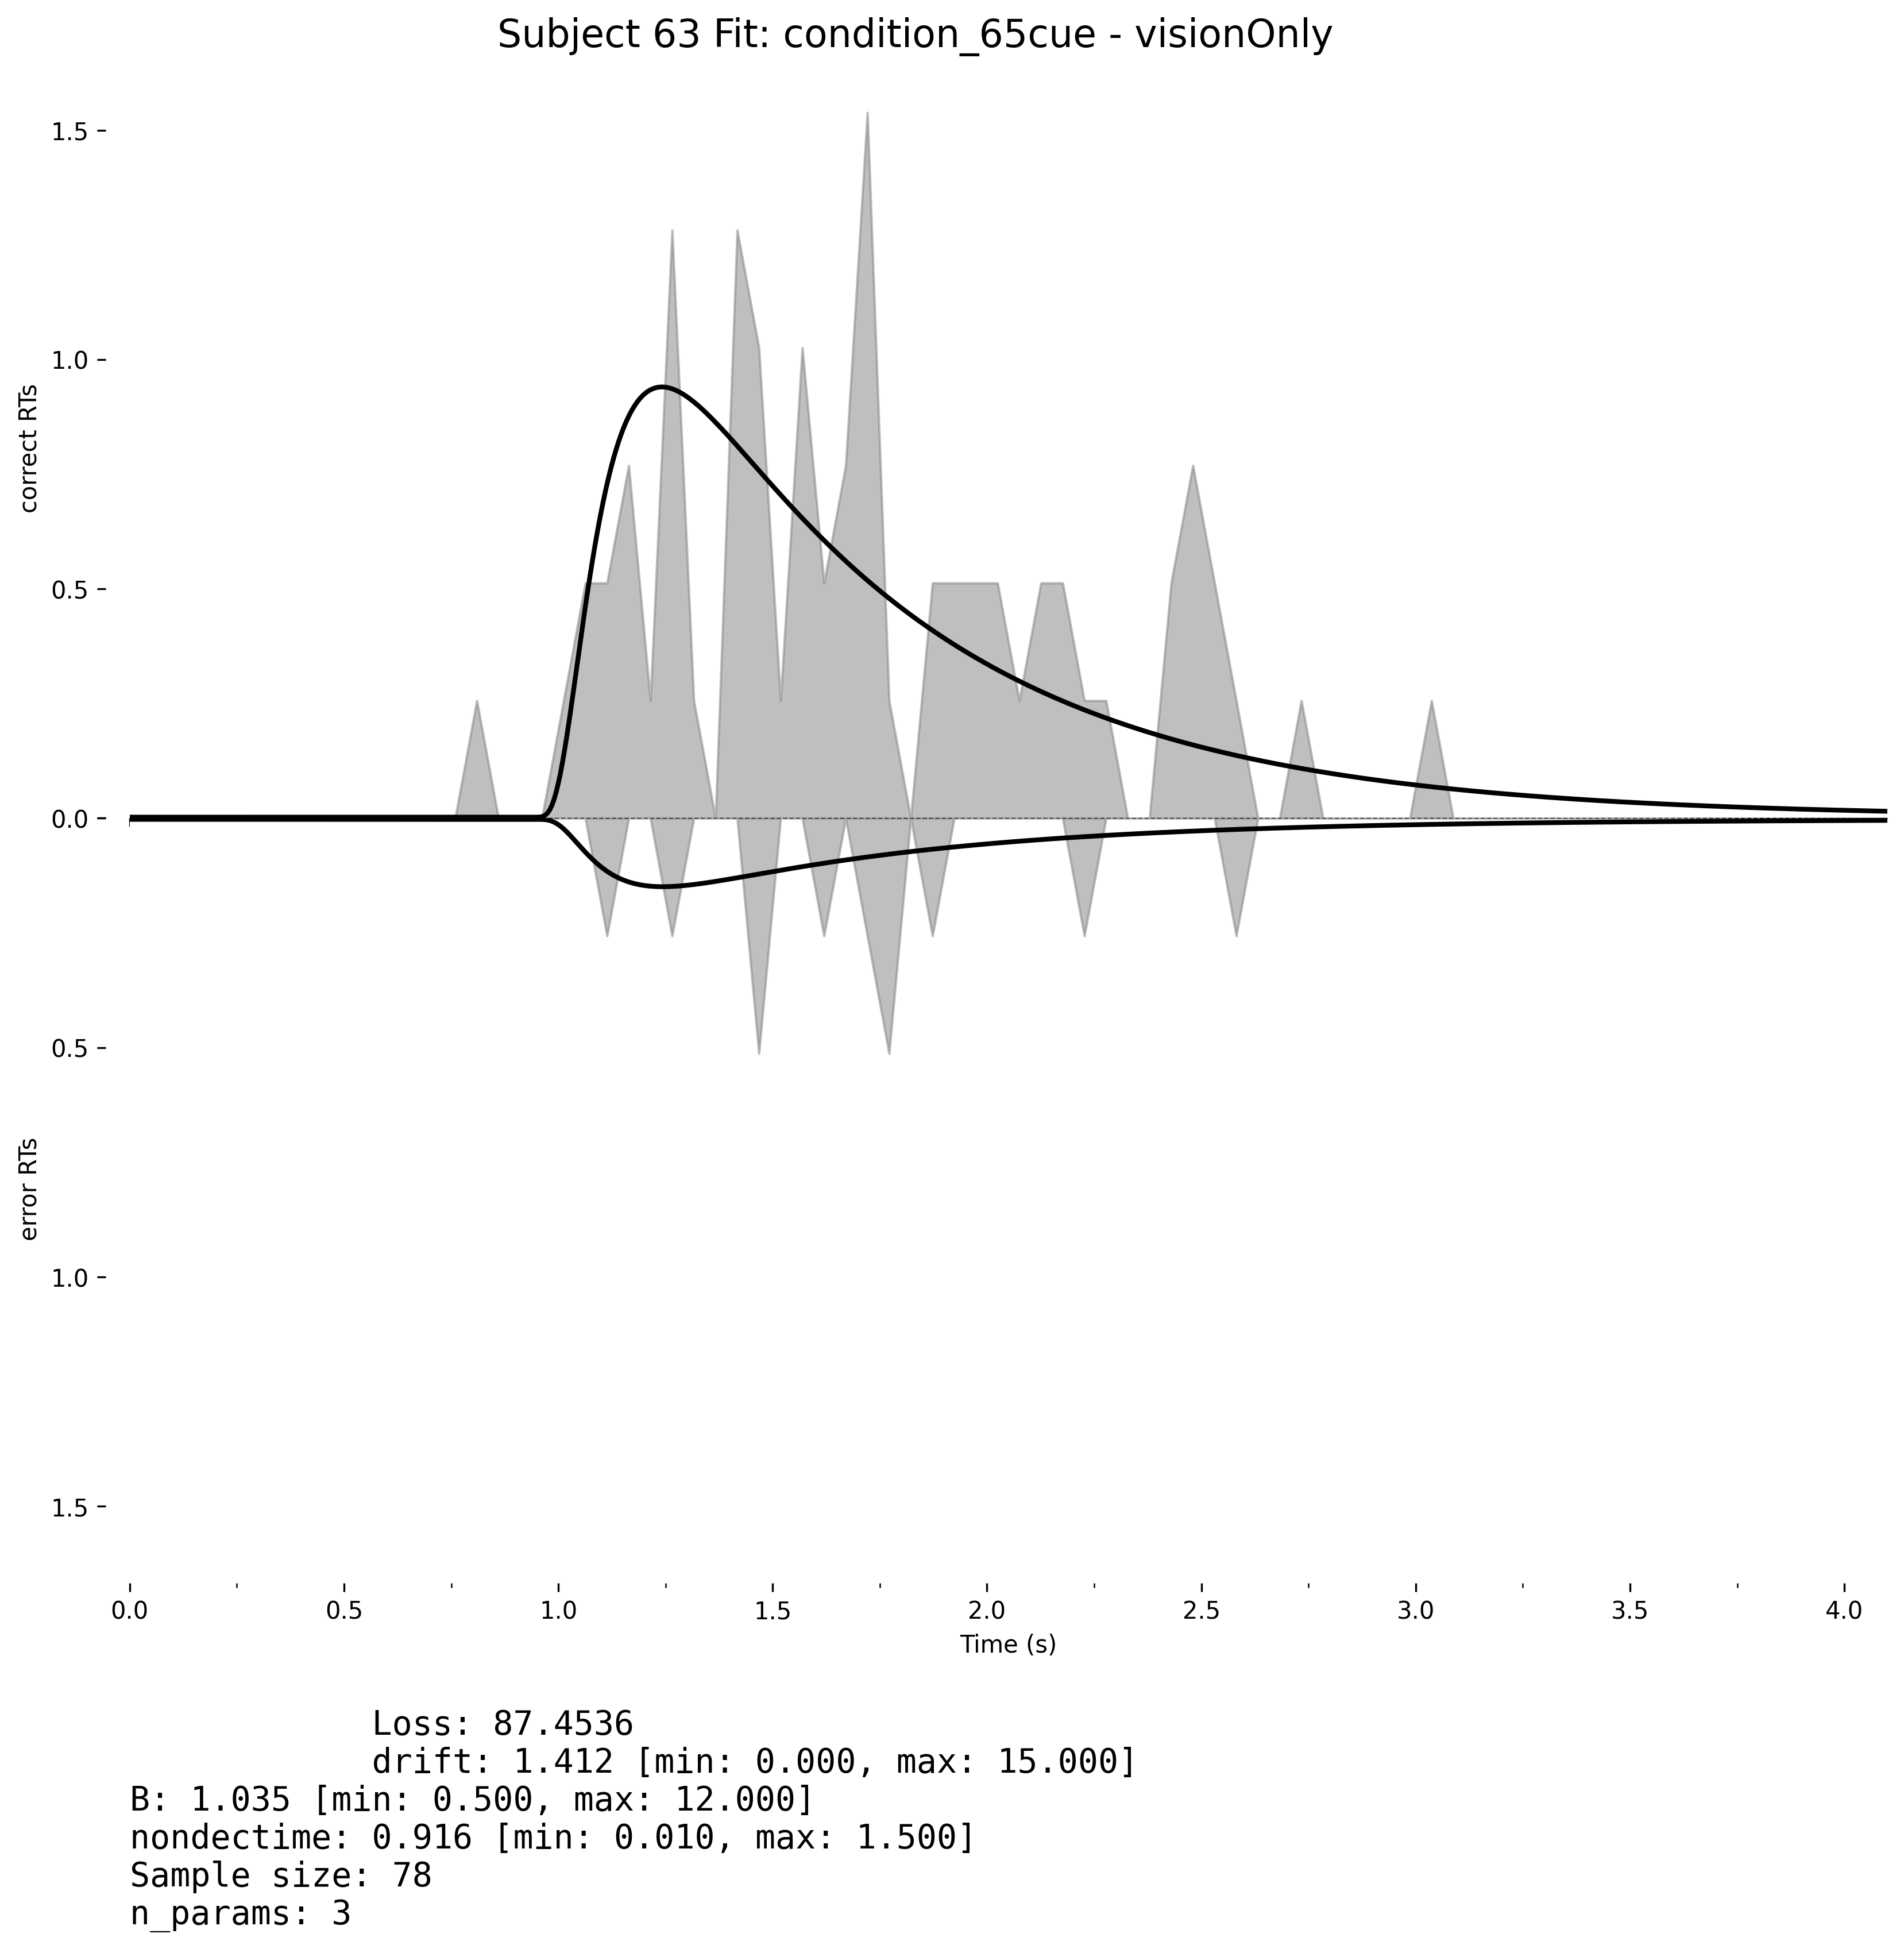 Subject 63 Fit: condition_65cue - visionOnly
1.5
1.0
correct RTs
0.5
0.0
0.5
error RTs
1.0
1.5
0.0 0.5 1.0 1.5 2.0 2.5 3.0 3.5 4.0
Time (s)
Loss: 87.4536
drift: 1.412 [min: 0.000, max: 15.000]
B: 1.035 [min: 0.500, max: 12.000]
nondectime: 0.916 [min: 0.010, max: 1.500]
Sample size: 78
n_params: 3